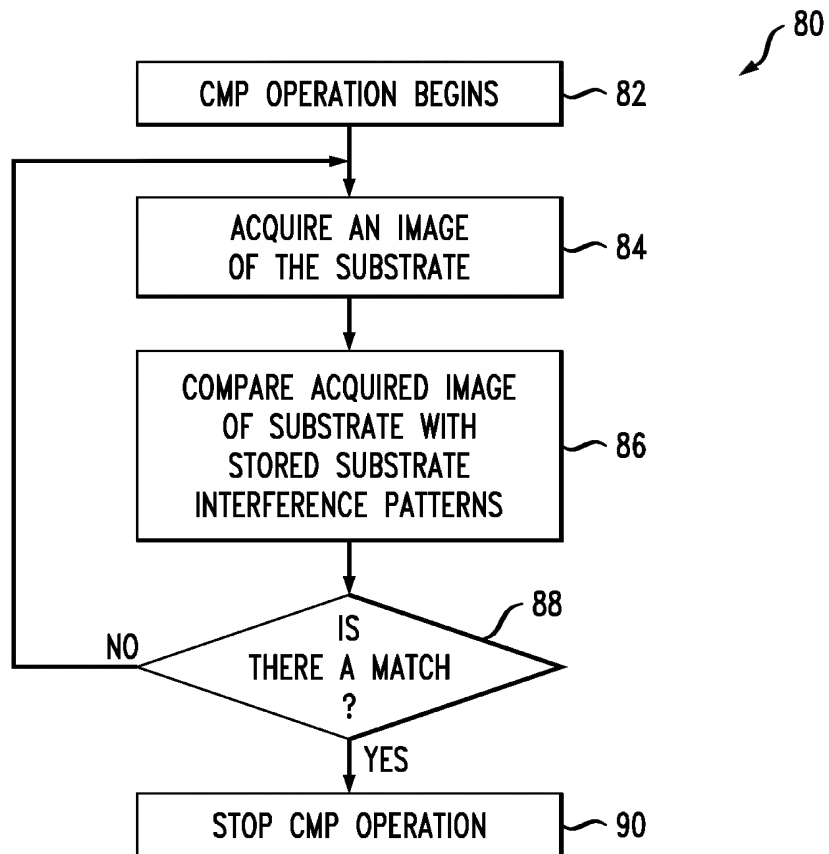 80
CMP OPERATION BEGINS
82
ACQUIRE AN IMAGE
OF THE SUBSTRATE
84
COMPARE ACQUIRED IMAGE
OF SUBSTRATE WITH
STORED SUBSTRATE
INTERFERENCE PATTERNS
86
88
IS
THERE A MATCH
?
NO
YES
STOP CMP OPERATION
90